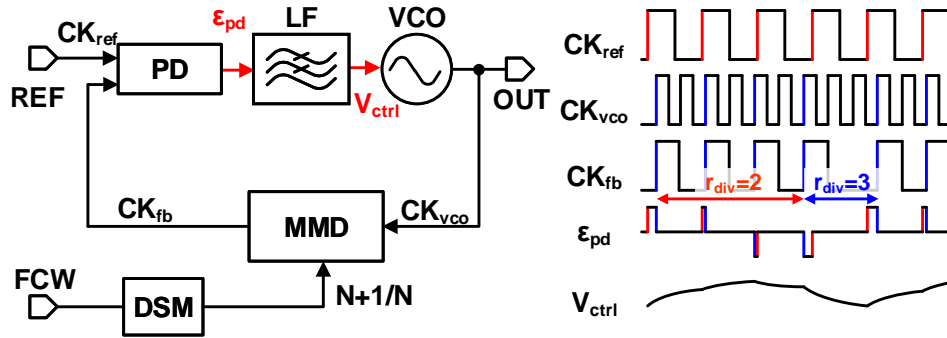 CKref
REF
PD
εpd
LF
Vctrl
VCO
OUT
CKfb
MMD
CKvco
FCW
DSM
N+1/N
CKref
CKvco
CKfb
rdiv=2
rdiv=3
εpd
Vctrl